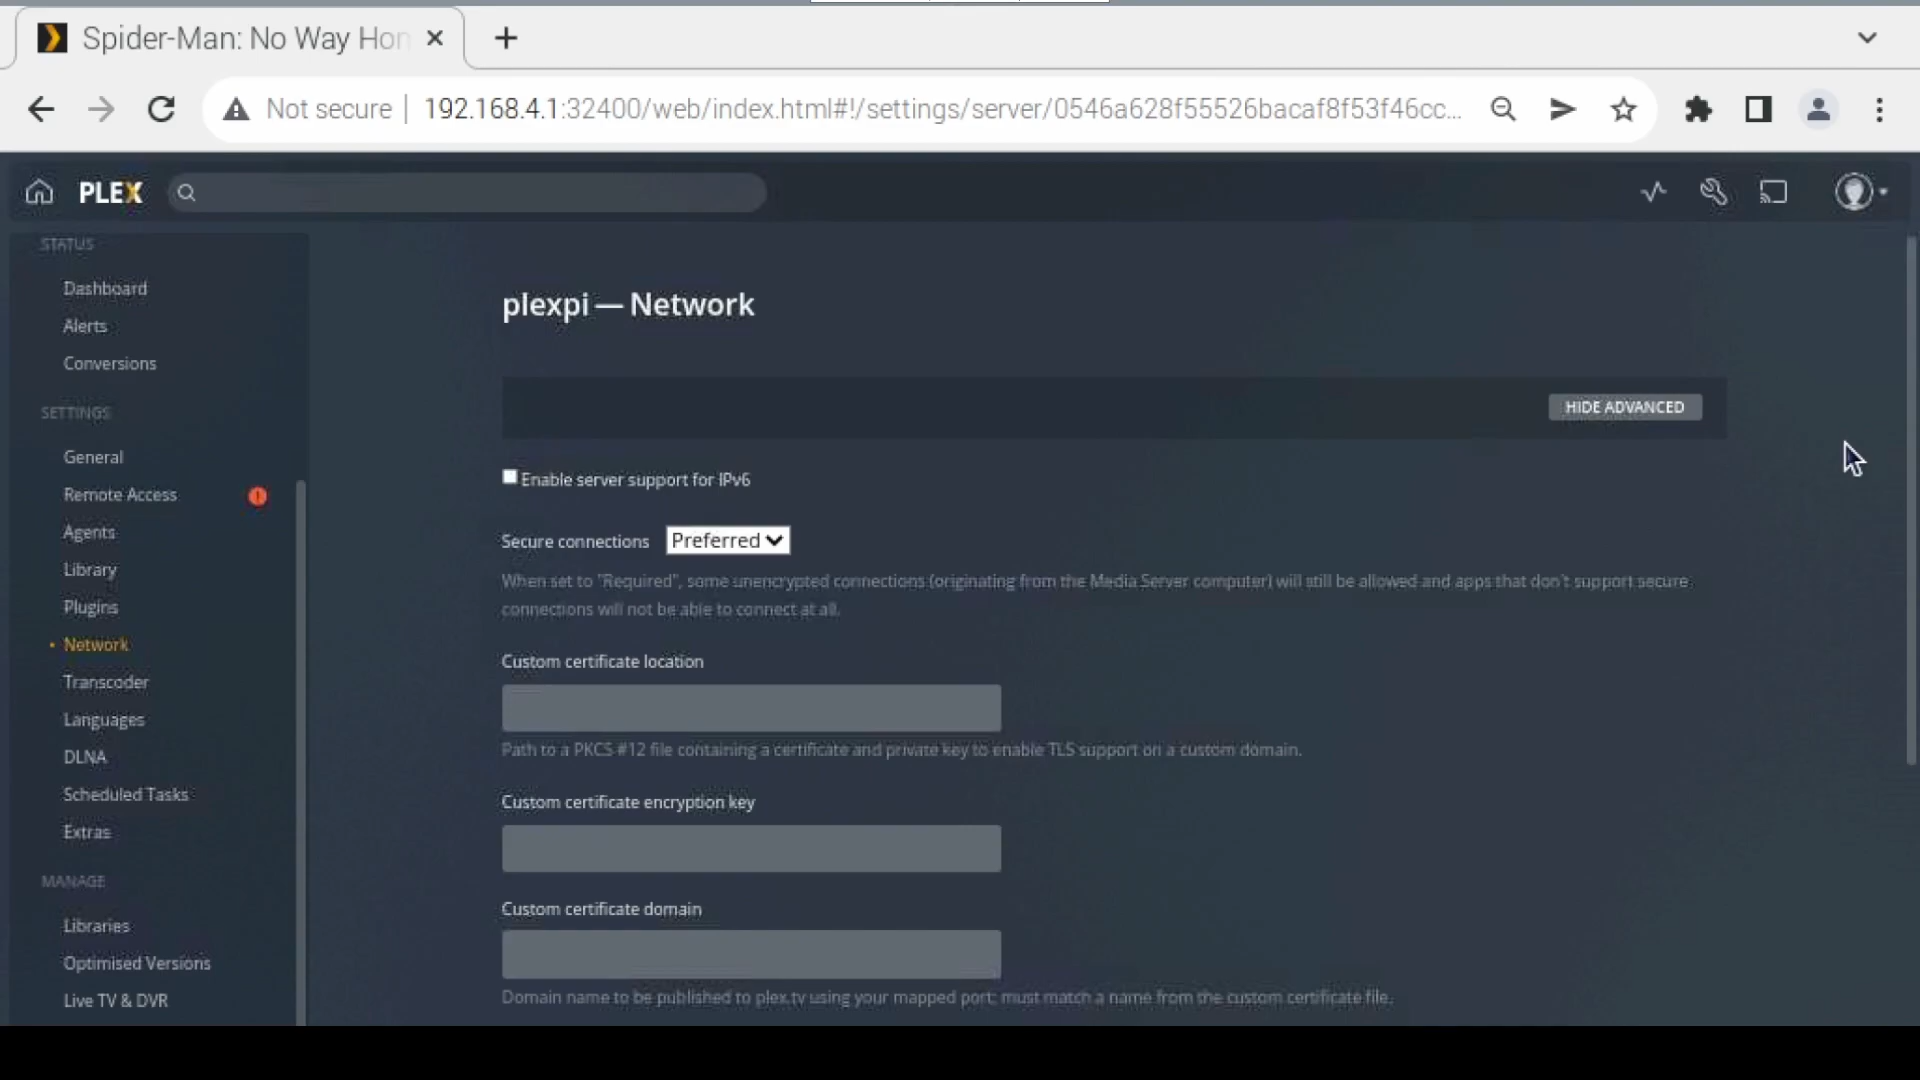 Spider-Man: No Way Hon
Not secure
192.168.4.1:32400/web/index.html#!/settings/server/0546a628f55526bacaf8f53f46cc...
PLEX
STATUS
Dashboard
Alerts
Conversions
SETTINGS
General
Remote Access
Agents
Library
Plugins
Network
Transcoder
Languages
DLNA
Scheduled Tasks
Extras
MANAGE
Libraries
Optimised Versions
Live TV & DVR
plexpi — Network
HIDE ADVANCED
Enable server support for IPv6
Secure connections Preferred
When set to "Required", some unencrypted connections (originating from the Media Server computer) will still be allowed and apps that don't support secure
connections will not be able to connect at all.
Custom certificate location
Path to a PKCS #12 file containing a certificate and private key to enable TLS support on a custom domain.
Custom certificate encryption key
Custom certificate domain
Domain name to be published to plex.tv using your mapped port; must match a name from the custom certificate file.